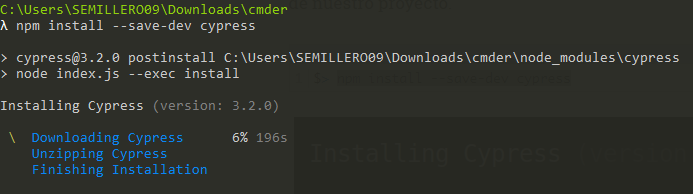 C:\Users\SEMILLERO09\Downloads\cmder
λ npm install --save-dev cypress
> cypress@3.2.0 postinstall C:\Users\SEMILLERO09\Downloads\cmder\node_modules\cypress
> node index.js --exec install
Installing Cypress (version: 3.2.0)
\ Downloading Cypress 6% 196s
Unzipping Cypress
Finishing Installation
nuestro proyecto
Installing Cypress